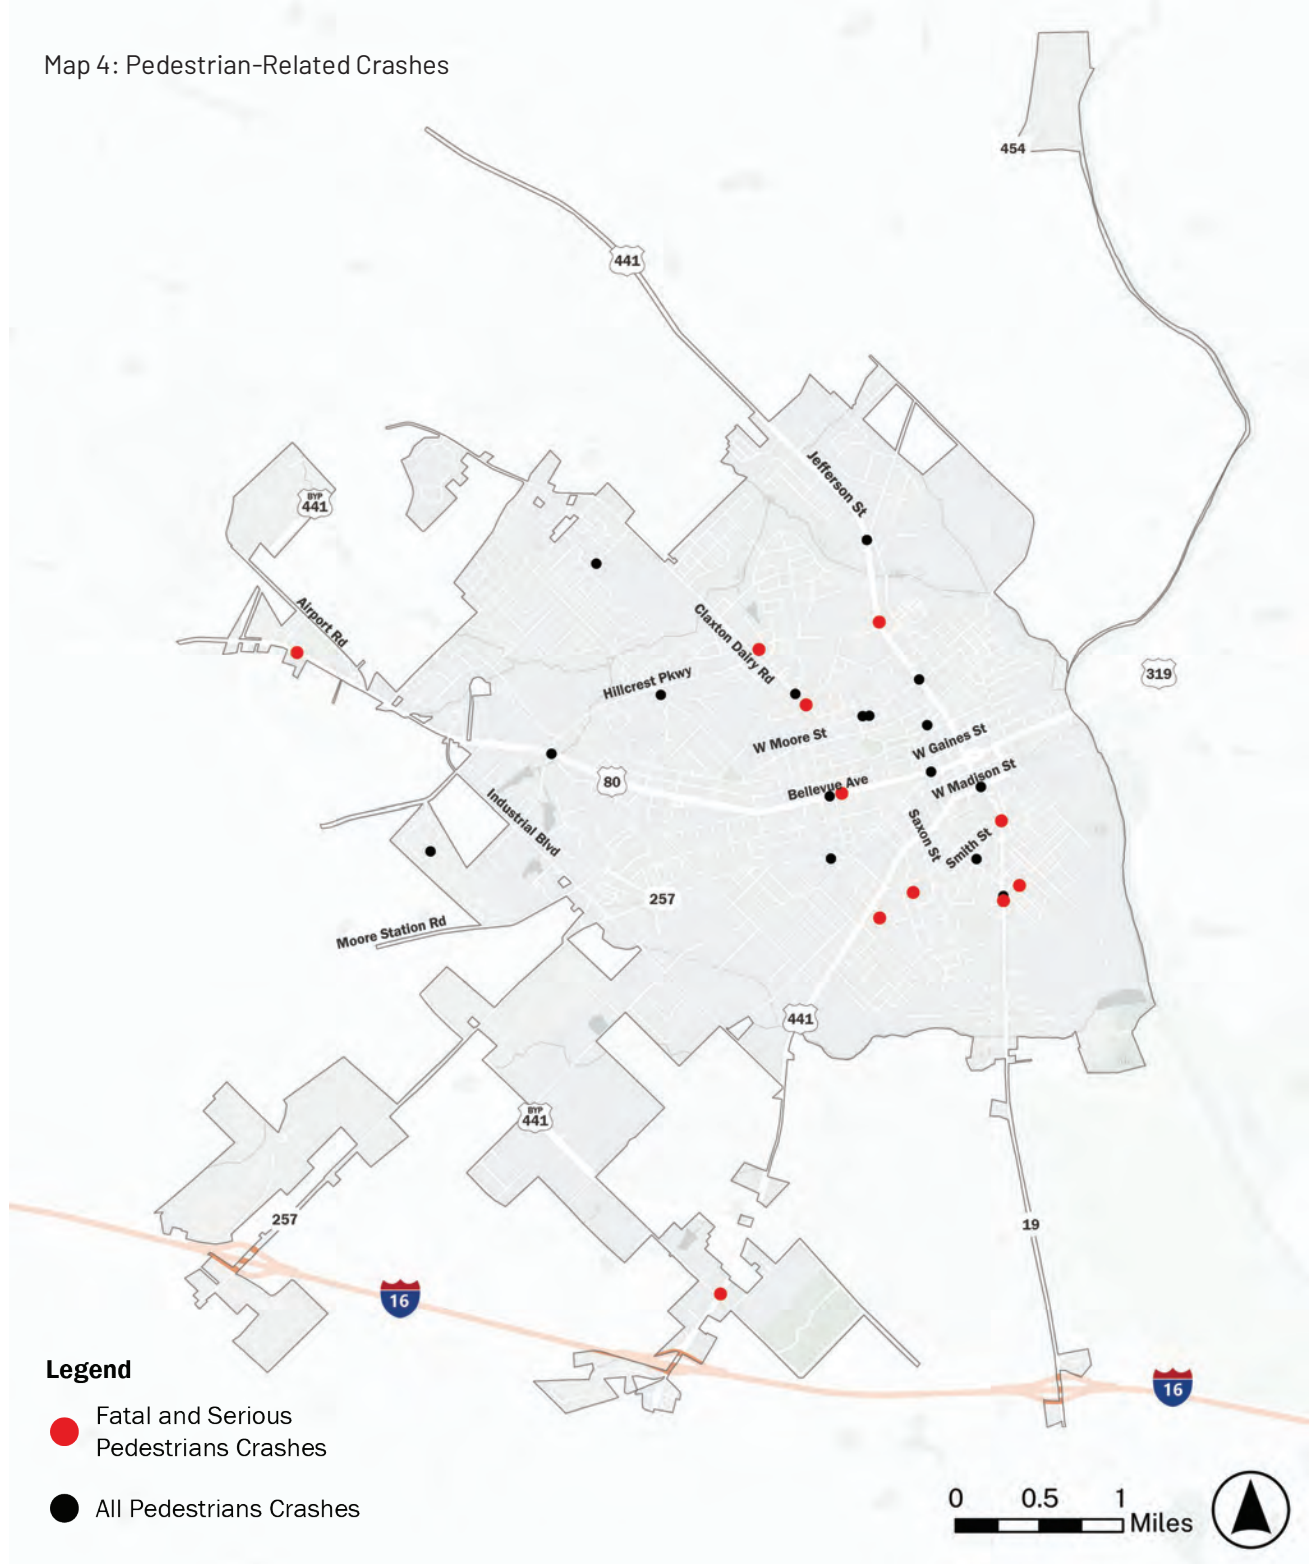 Map 4: Pedestrian-Related Crashes
454
441
BYP
441
Jefferson St
Airport Rd
Claxton Dairy Rd
319
Hillcrest Pkwy
W Moore St
W Gaines St
80
Bellevue Ave
W Madison St
Industrial Blvd
Saxon St
Smith St
257
Moore Station Rd
441
BYP
441
257
19
16
16
Legend
Fatal and Serious
Pedestrians Crashes
All Pedestrians Crashes
0 0.5 1
Miles